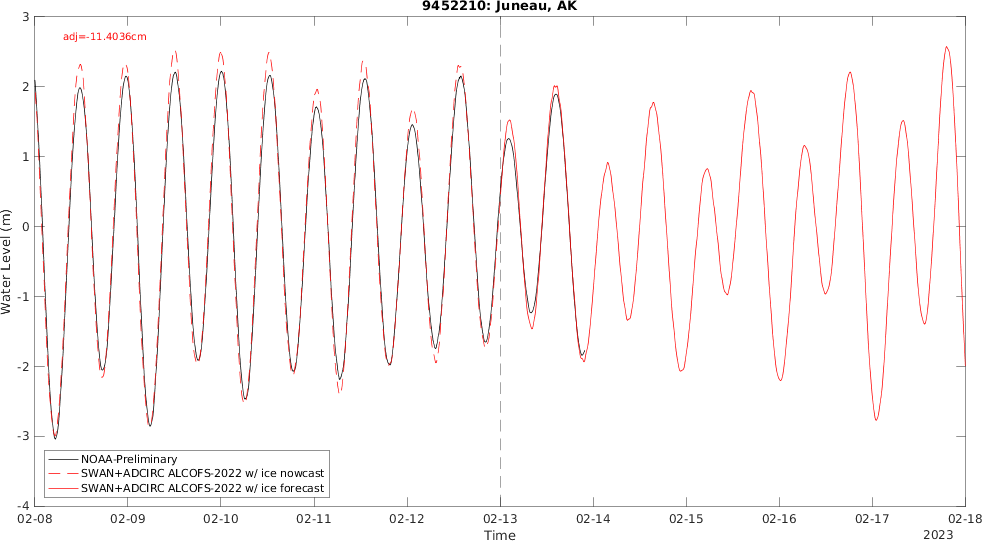 9452210: Juneau, AK
adj=-11.4036cm
3
2
1
0
-1
-2
-3
-4
Water Level (m)
NOAA-Preliminary
SWAN+ADCIRC ALCOFS-2022 w/ ice nowcast
SWAN+ADCIRC ALCOFS-2022 w/ ice forecast
02-08 02-09 02-10 02-11 02-12 02-13 02-14 02-15 02-16 02-17 02-18
Time
2023